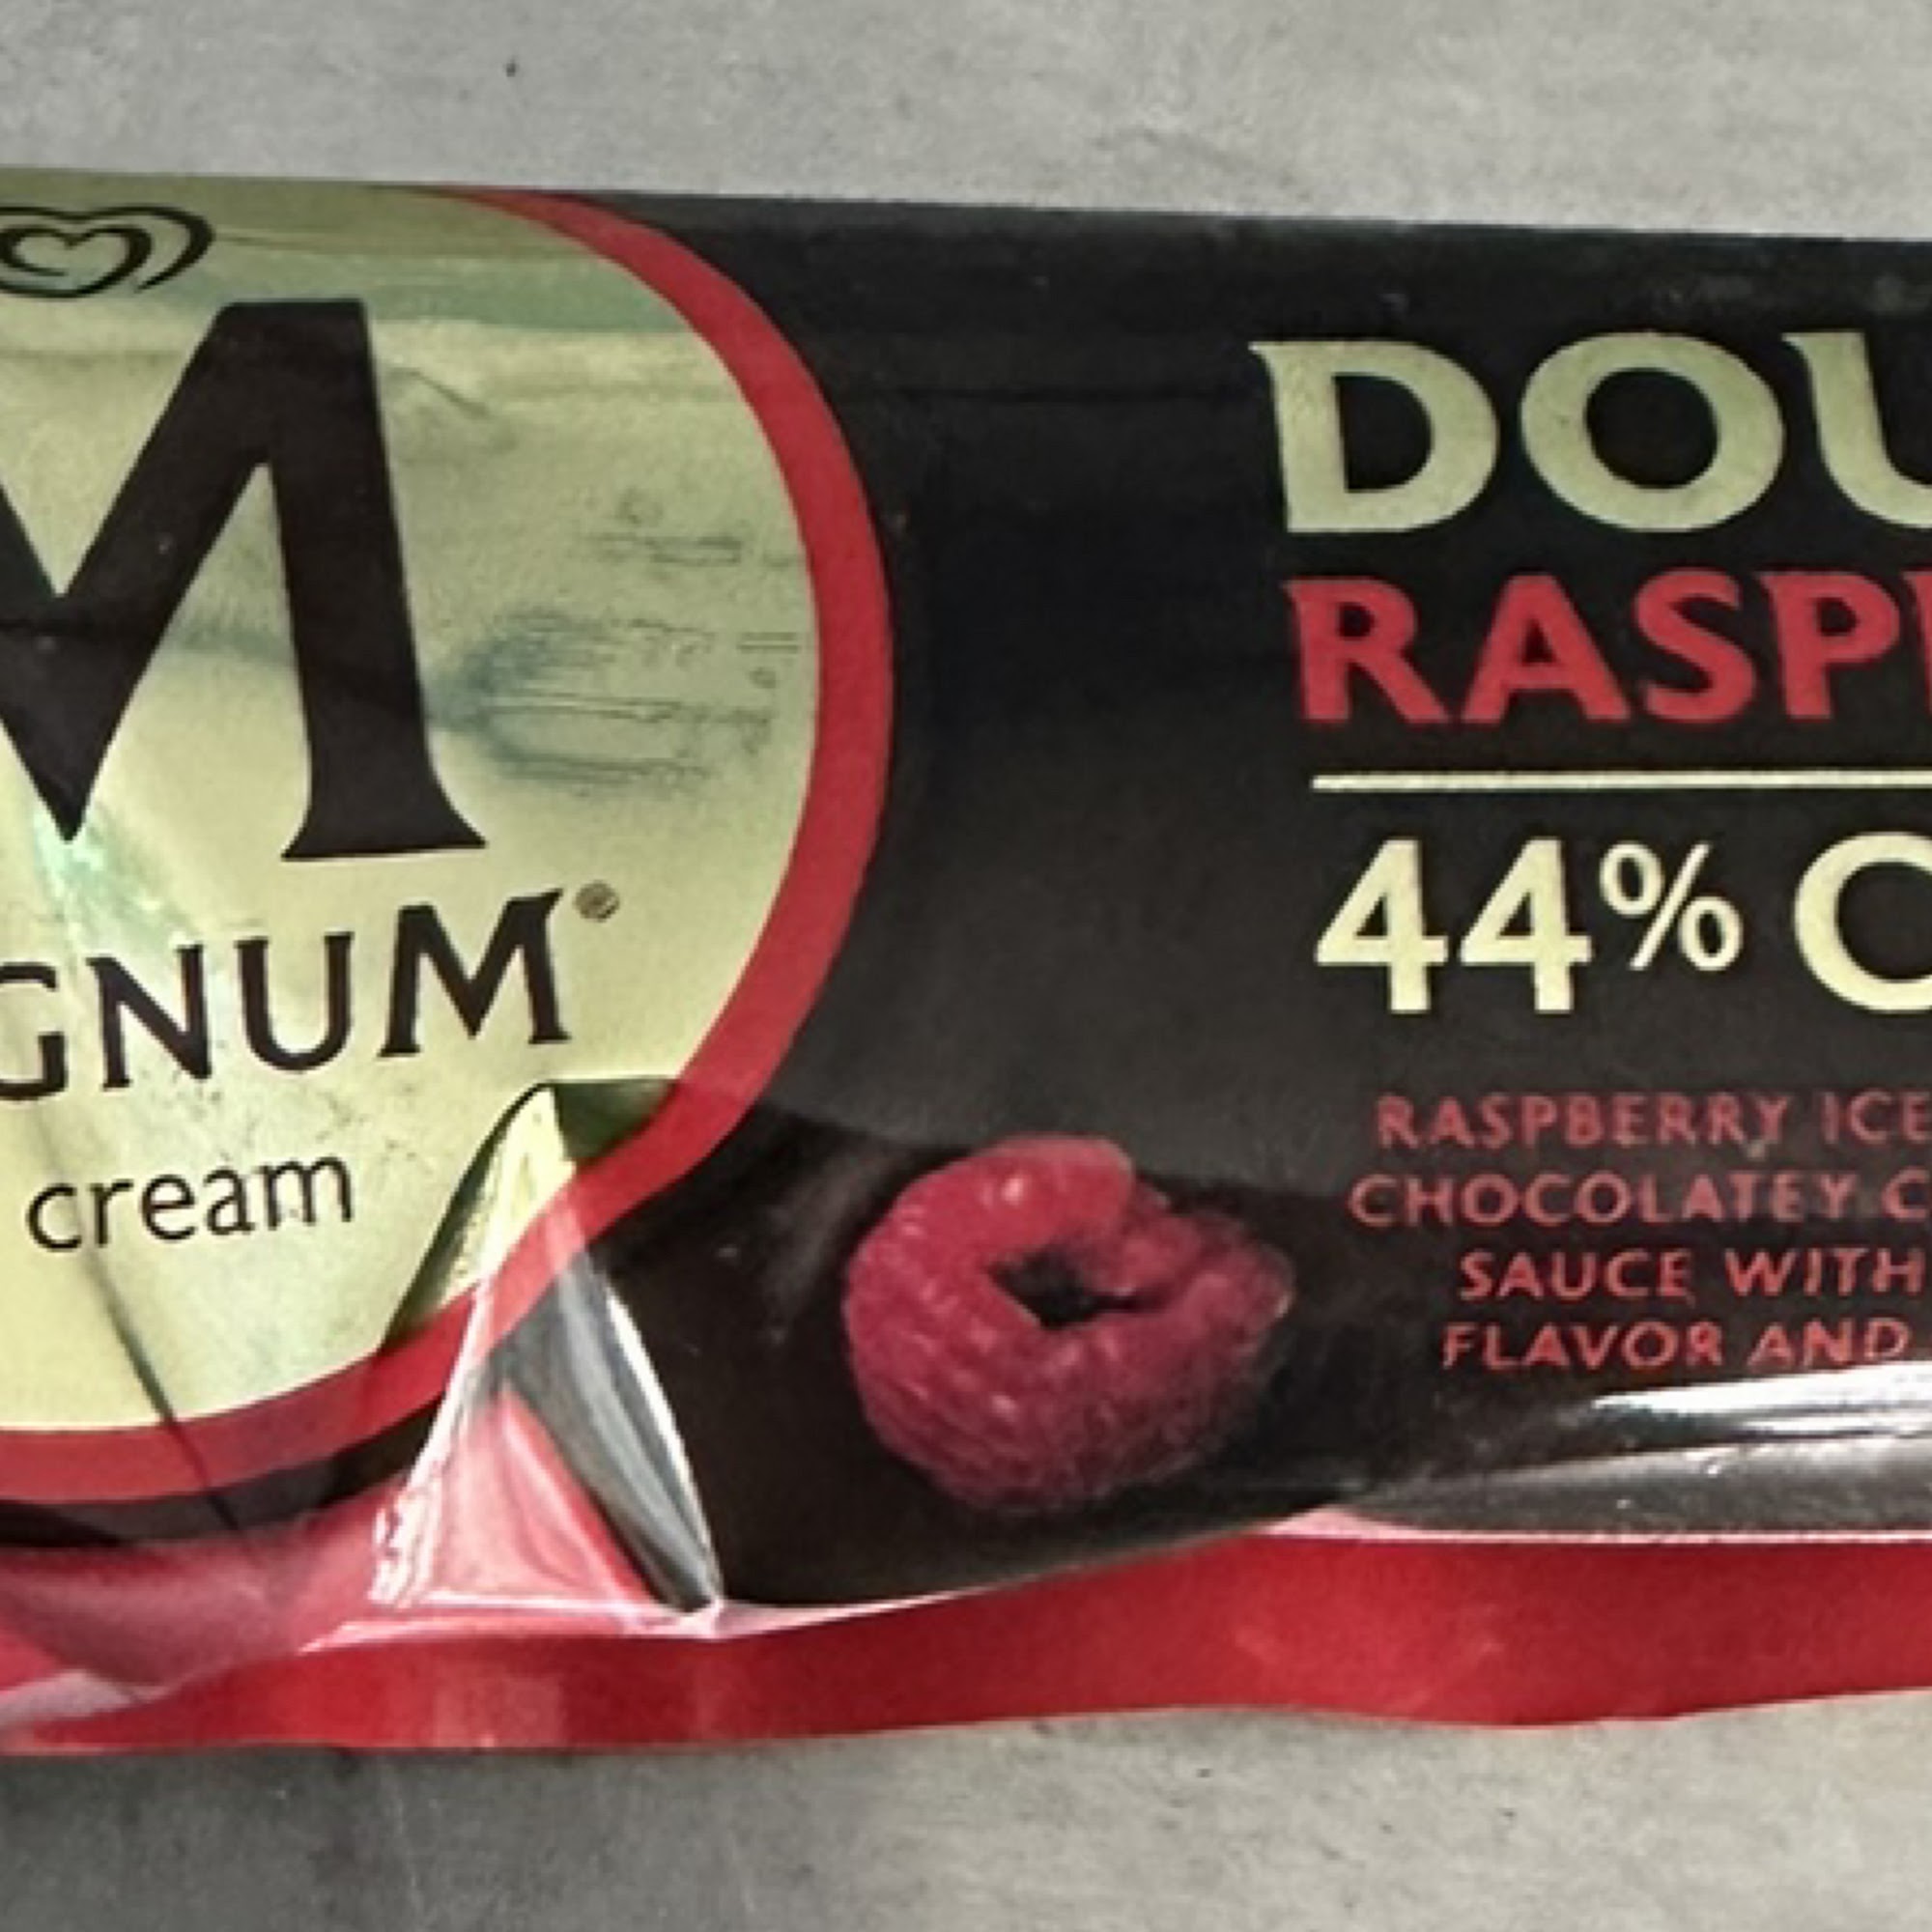 M
GNUM
cream
DOU
RASP
44% C
RASPBERRY ICE
CHOCOLATEY C
SAUCE WITH
FLAVOR AND